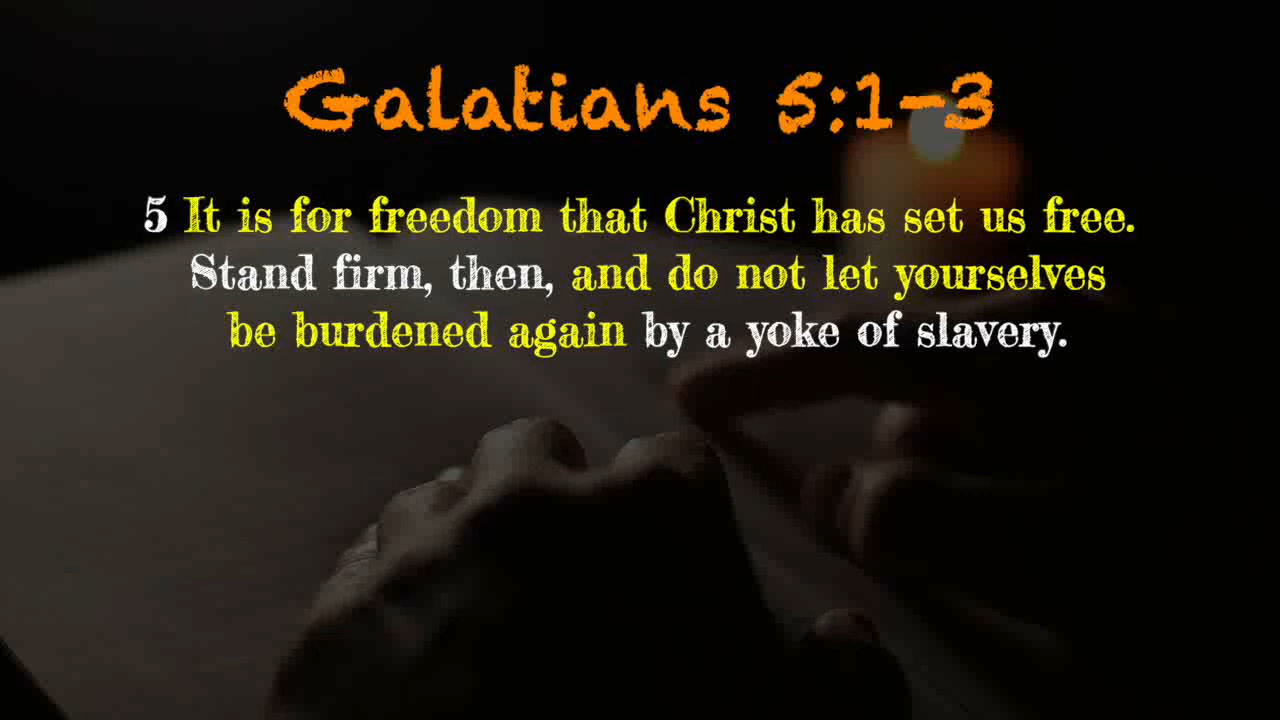 Galatians 5:1-3
5 It is for freedom that Christ has set us free.
Stand firm, then, and do not let yourselves
be burdened again by a yoke of slavery.